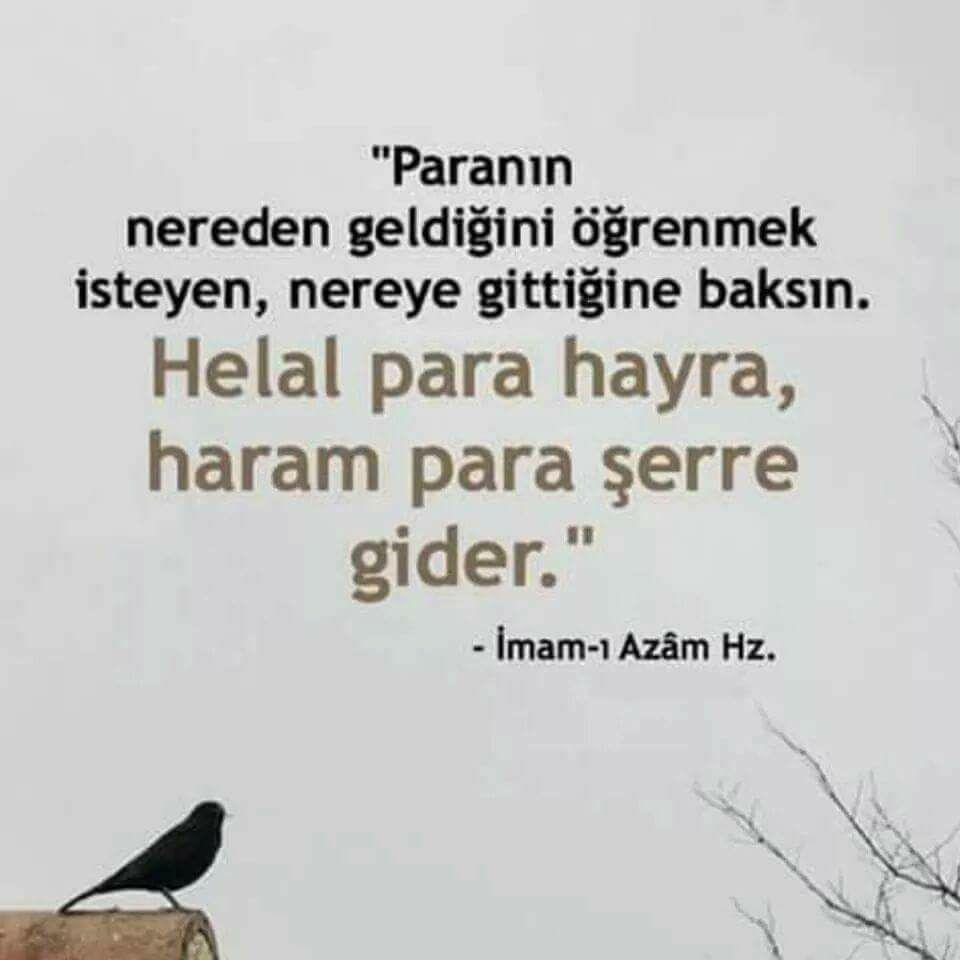 "Paranın
nereden geldiğini öğrenmek
isteyen, nereye gittiğine baksın.
Helal para hayra,
haram para şerre
gider."
- İmam-ı Azâm Hz.